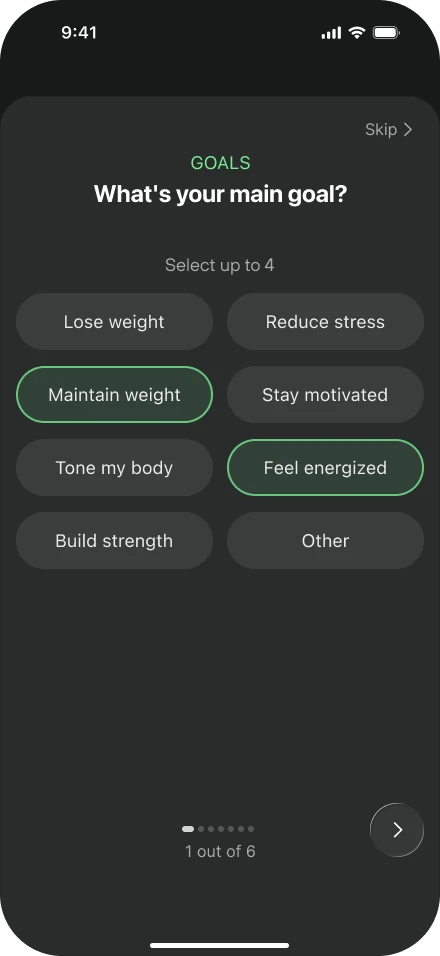 9:41
Skip
GOALS
What's your main goal?
Select up to 4
Lose weight
Reduce stress
Maintain weight
Stay motivated
Tone my body
Feel energized
Build strength
Other
1 out of 6